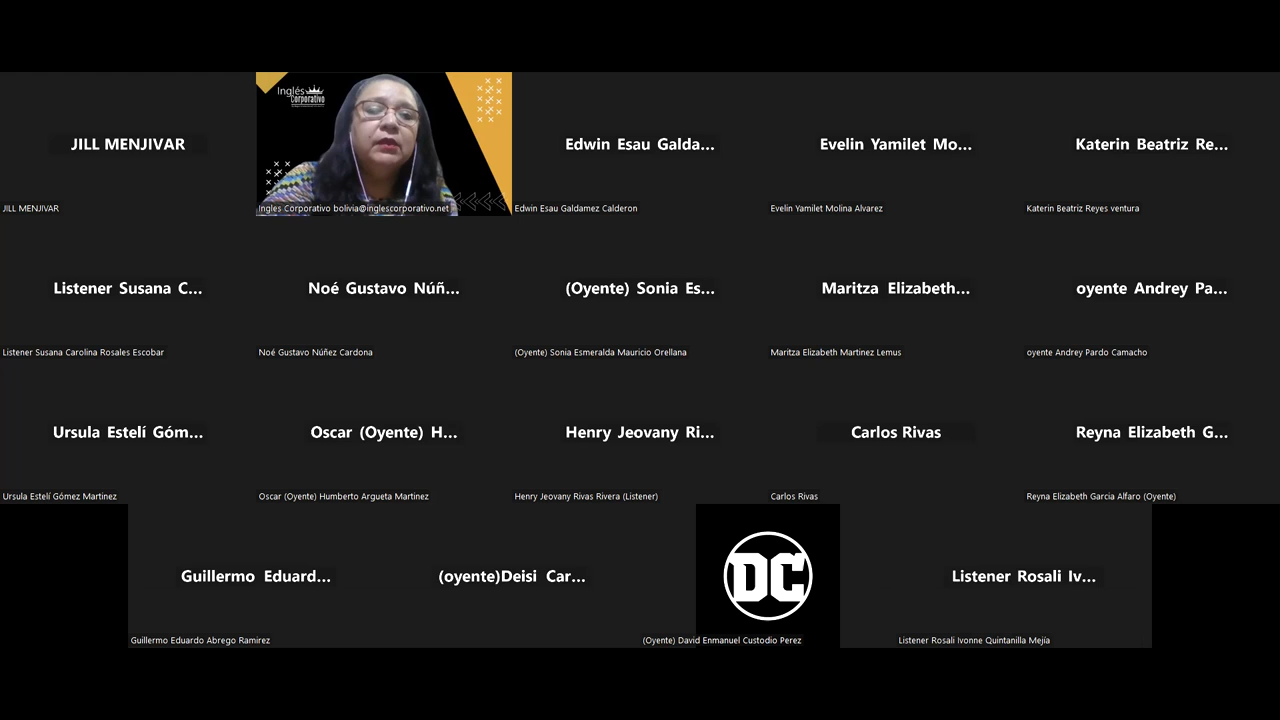 JILL MENJIVAR
JILL MENJIVAR
Inglés
Corporativo
Ingles Corporativo bolivia@inglescorporativo.net
Edwin Esau Galda...
Edwin Esau Galdamez Calderon
Evelin Yamilet Mo...
Evelin Yamilet Molina Alvarez
Katerin Beatriz Re...
Katerin Beatriz Reyes ventura
Listener Susana C...
Listener Susana Carolina Rosales Escobar
Noé Gustavo Núñ...
Noé Gustavo Núñez Cardona
(Oyente) Sonia Es...
(Oyente) Sonia Esmeralda Mauricio Orellana
Maritza Elizabeth...
Maritza Elizabeth Martinez Lemus
oyente Andrey Pa...
oyente Andrey Pardo Camacho
Ursula Estelí Góm...
Ursula Estelí Gómez Martinez
Oscar (Oyente) H...
Oscar (Oyente) Humberto Argueta Martinez
Henry Jeovany Ri...
Henry Jeovany Rivas Rivera (Listener)
Carlos Rivas
Carlos Rivas
Reyna Elizabeth G...
Reyna Elizabeth Garcia Alfaro (Oyente)
Guillermo Eduard...
Guillermo Eduardo Abrego Ramirez
(oyente)Deisi Car...
DC
(Oyente) David Enmanuel Custodio Perez
Listener Rosali Iv...
Listener Rosali Ivonne Quintanilla Mejía